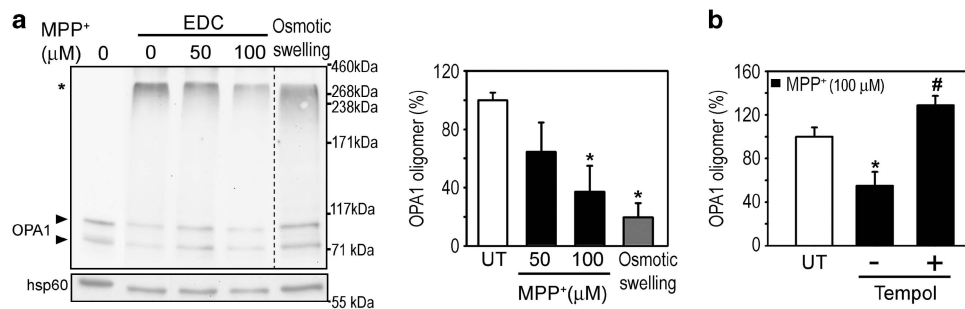 a
MPP+
(μM)
EDC
Osmotic
swelling
0 0 50 100
*
460kDa
268kDa
238kDa
171kDa
117kDa
71 kDa
OPA1
hsp60
55 kDa
OPA1 oligomer (%)
120
80
40
0
* *
UT 50 100 Osmotic
MPP+(μM) swelling
b
OPA1 oligomer (%)
160
120
80
40
0
MPP+ (100 μM)
* #
UT - +
Tempol